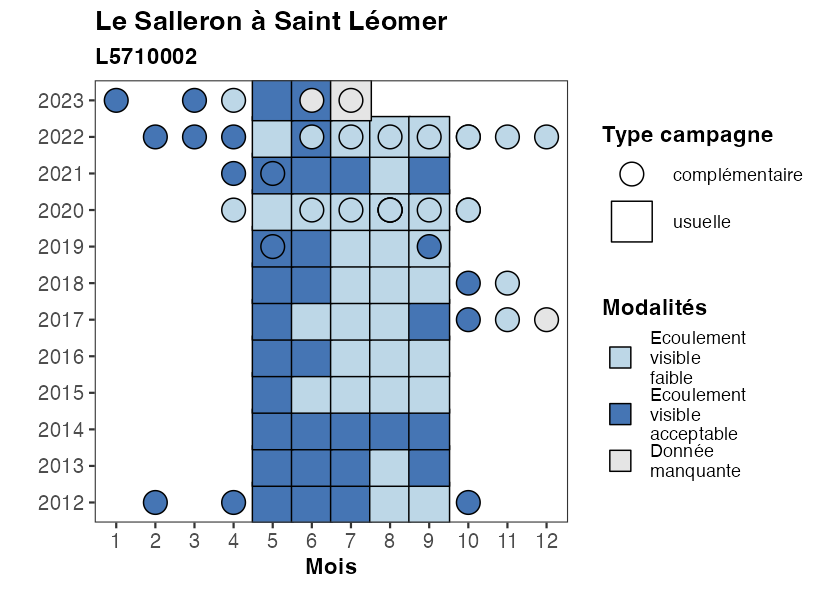 Le Salleron à Saint Léomer
L5710002
2023
2022
2021
2020
2019
2018
2017
2016
2015
2014
2013
2012
1 2 3 4 5 6 7 8 9 10 11 12
Mois
Type campagne
complémentaire
usuelle
Modalités
Ecoulement
visible
faible
Ecoulement
visible
acceptable
Donnée
manquante